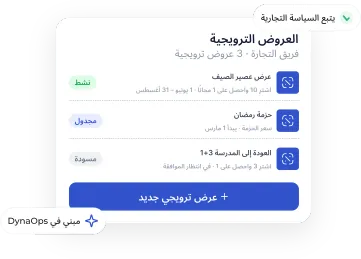 يتبع السياسة التجارية
العروض الترويجية
فريق التجارة · 3 عروض ترويجية
عرض عصير الصيف
نشط
اشترِ 10 واحصل على 1 مجانًا · 1 يونيو – 31 أغسطس
حزمة رمضان
مجدول
سعر الحزمة · يبدأ 1 مارس
العودة إلى المدرسة 3+1
مسودة
اشترِ 3 واحصل على 1 · في انتظار الموافقة
+ عرض ترويجي جديد
مبني في DynaOps